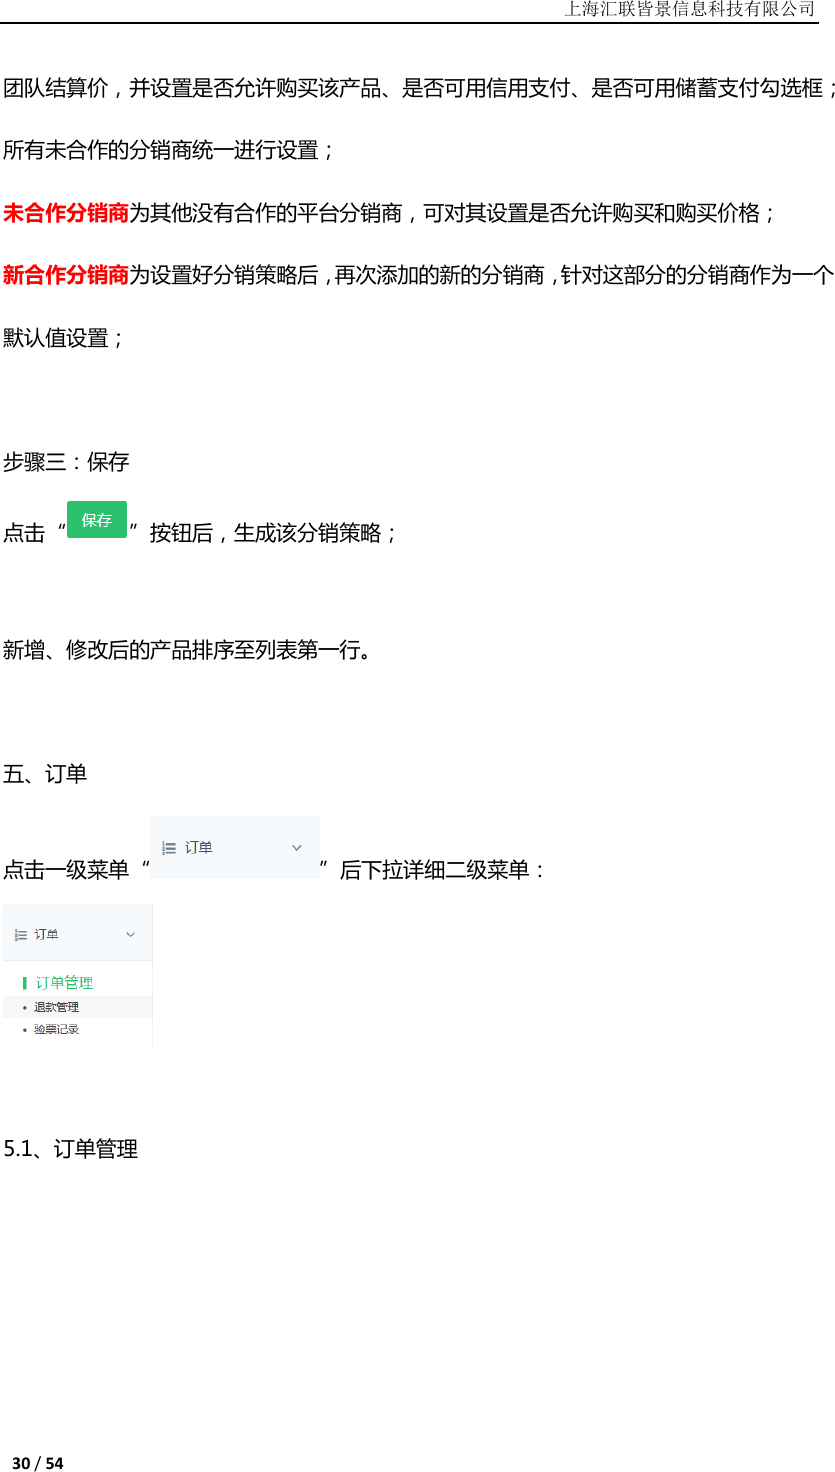 上海汇联皆景信息科技有限公司
团队结算价，并设置是否允许购买该产品、是否可用信用支付、是否可用储蓄支付勾选框；
所有未合作的分销商统一进行设置；
未合作分销商为其他没有合作的平台分销商，可对其设置是否允许购买和购买价格；
新合作分销商为设置好分销策略后，再次添加的新的分销商，针对这部分的分销商作为一个
默认值设置；
步骤三：保存
点击“保存”按钮后，生成该分销策略；
新增、修改后的产品排序至列表第一行。
五、订单
点击一级菜单“订单”后下拉详细二级菜单：
订单
订单管理
• 退款管理
• 验票记录
5.1、订单管理
30 / 54